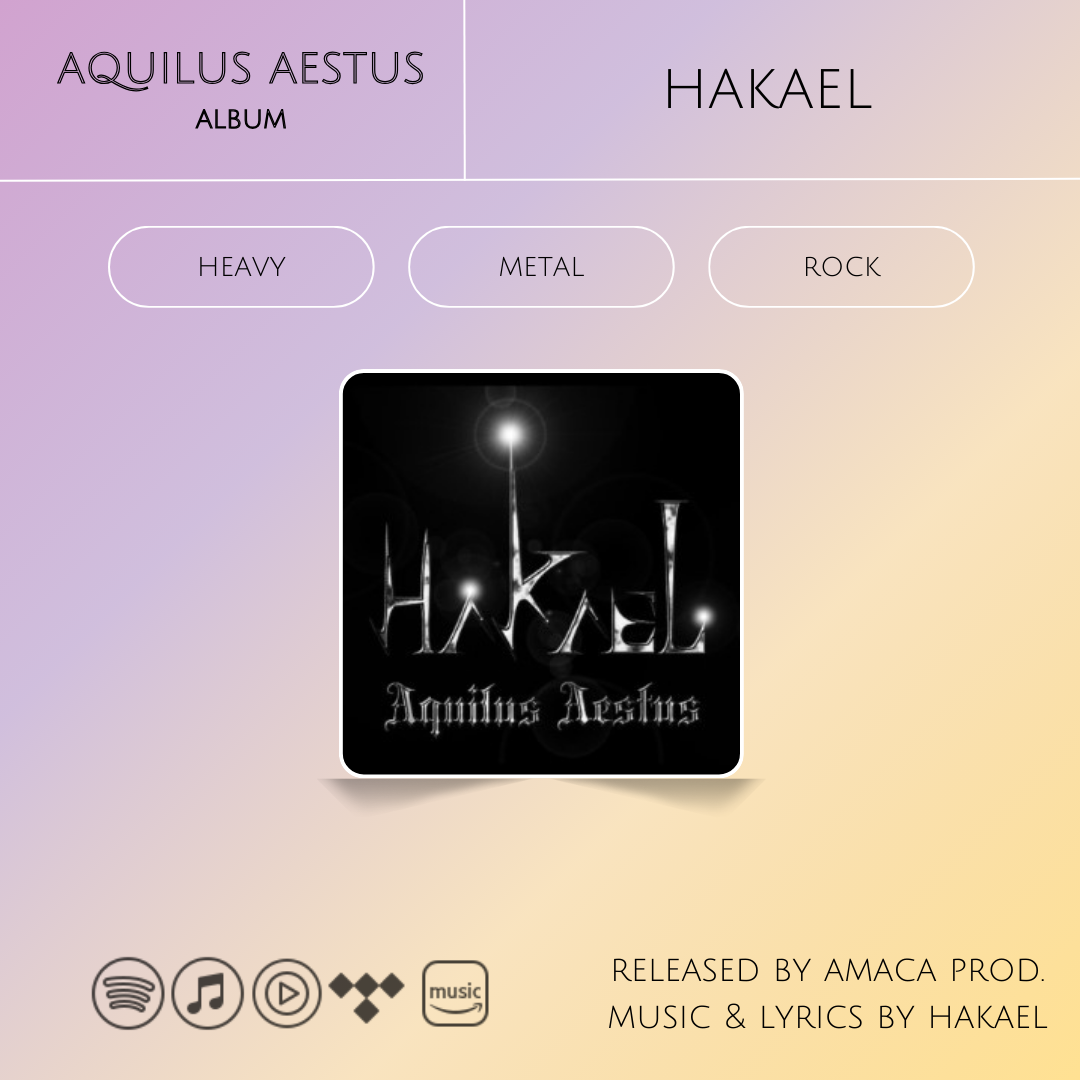 AQUILUS AESTUS
ALBUM
HAKAEL
HEAVY
METAL
ROCK
HAKAEL
Aquilus Aestus
music
RELEASED BY AMACA PROD.
MUSIC & LYRICS BY HAKAEL